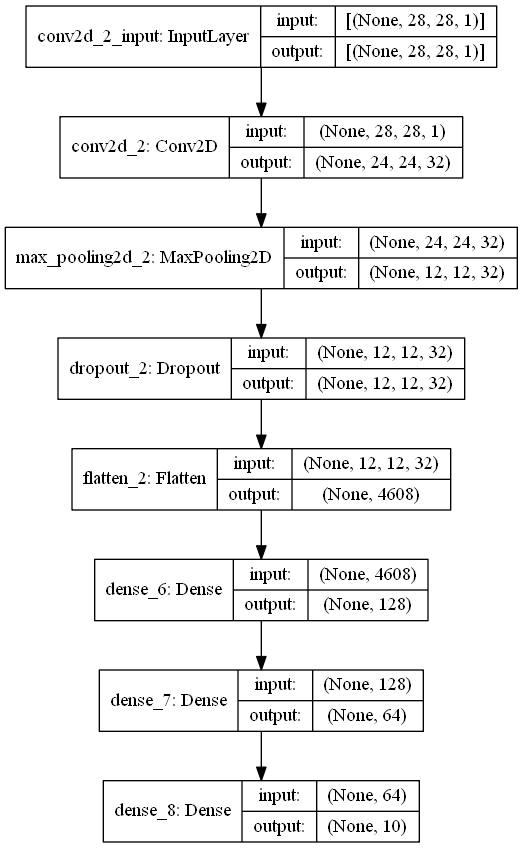 conv2d_2_input: InputLayer
input:
[(None, 28, 28, 1)]
output:
[(None, 28, 28, 1)]
conv2d_2: Conv2D
input:
(None, 28, 28, 1)
output:
(None, 24, 24, 32)
max_pooling2d_2: MaxPooling2D
input:
(None, 24, 24, 32)
output:
(None, 12, 12, 32)
dropout_2: Dropout
input:
(None, 12, 12, 32)
output:
(None, 12, 12, 32)
flatten_2: Flatten
input:
(None, 12, 12, 32)
output:
(None, 4608)
dense_6: Dense
input:
(None, 4608)
output:
(None, 128)
dense_7: Dense
input:
(None, 128)
output:
(None, 64)
dense_8: Dense
input:
(None, 64)
output:
(None, 10)